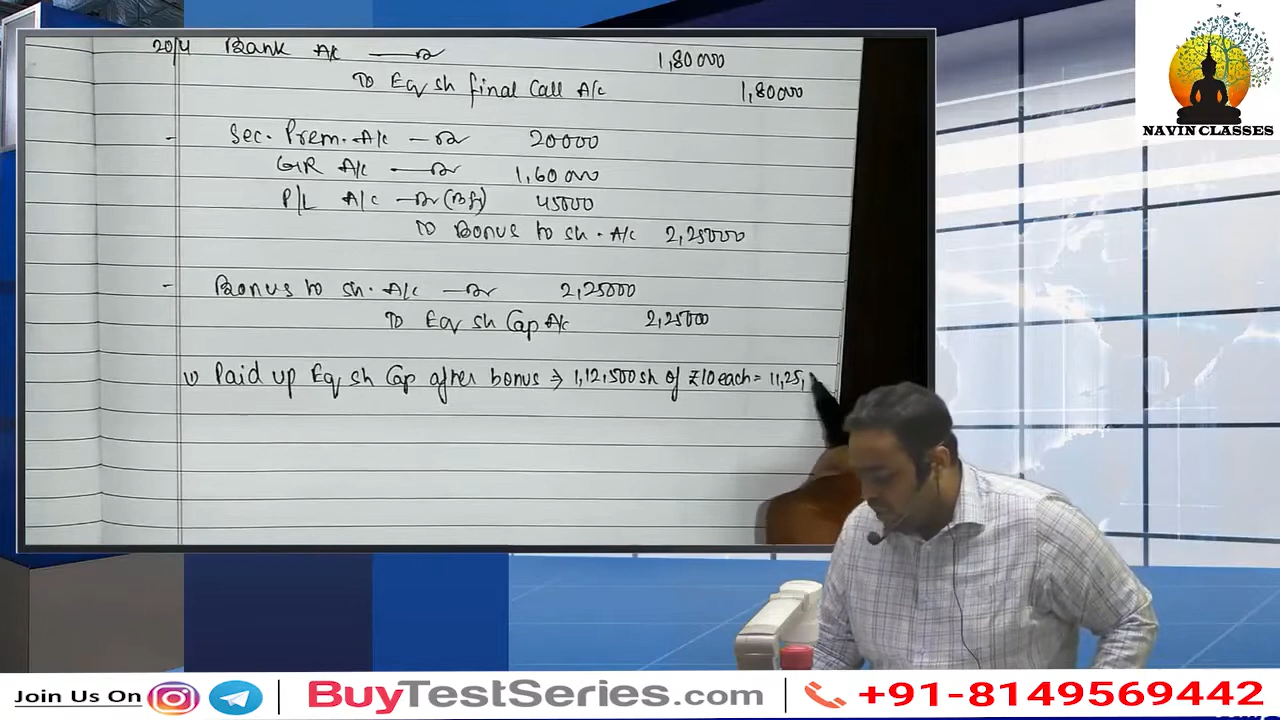 20/4 Bank A/c — Dr 1,80000
To Eq sh final Call A/c 1,80000
- Sec. Prem. A/c — Dr 20000
GR A/c — Dr 1,60000
P/L A/c — Dr (Bf) 45000
To Bonus to sh. A/c 2,25000
- Bonus to sh. A/c — Dr 2,25000
To Eq sh Cap A/c 2,25000
Paid up Eq sh Cap after bonus ⇒ 1,12,500 sh of ₹10 each = 11,25,
NAVIN CLASSES
Join Us On BuyTestSeries.com +91-8149569442